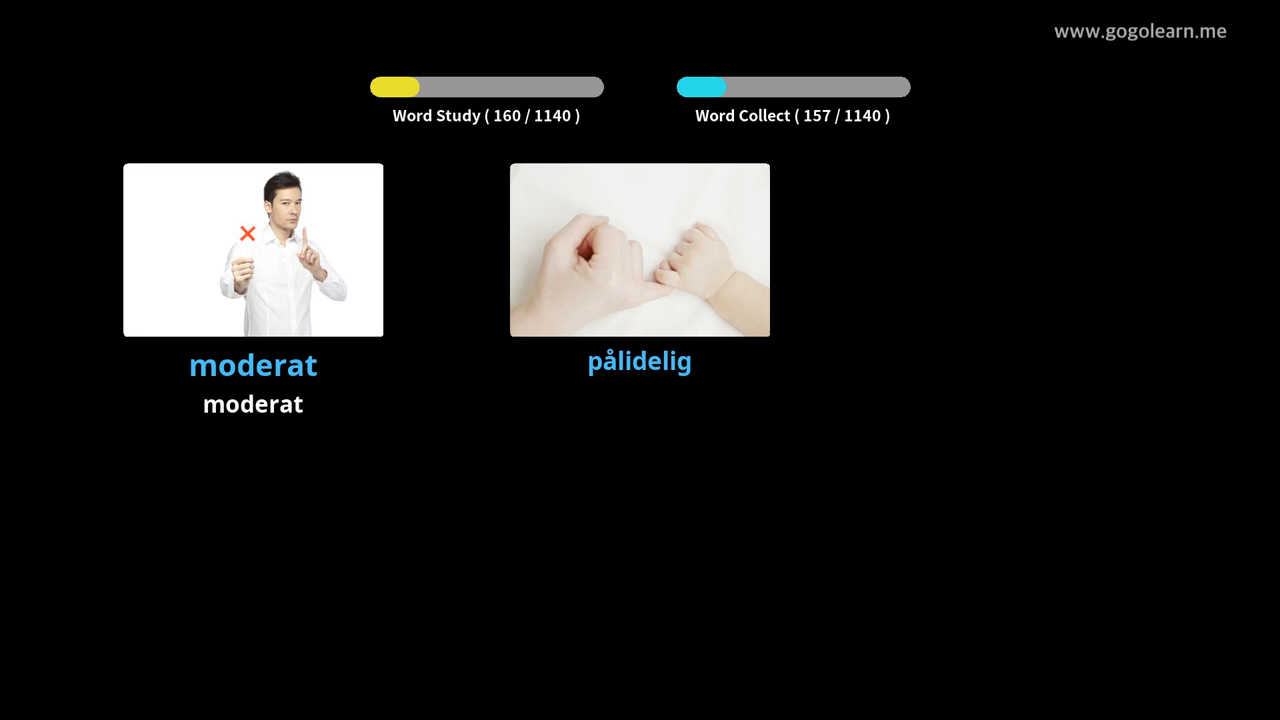 www.gogolearn.me
Word Study ( 160 / 1140 )
Word Collect ( 157 / 1140 )
moderat
moderat
pålidelig